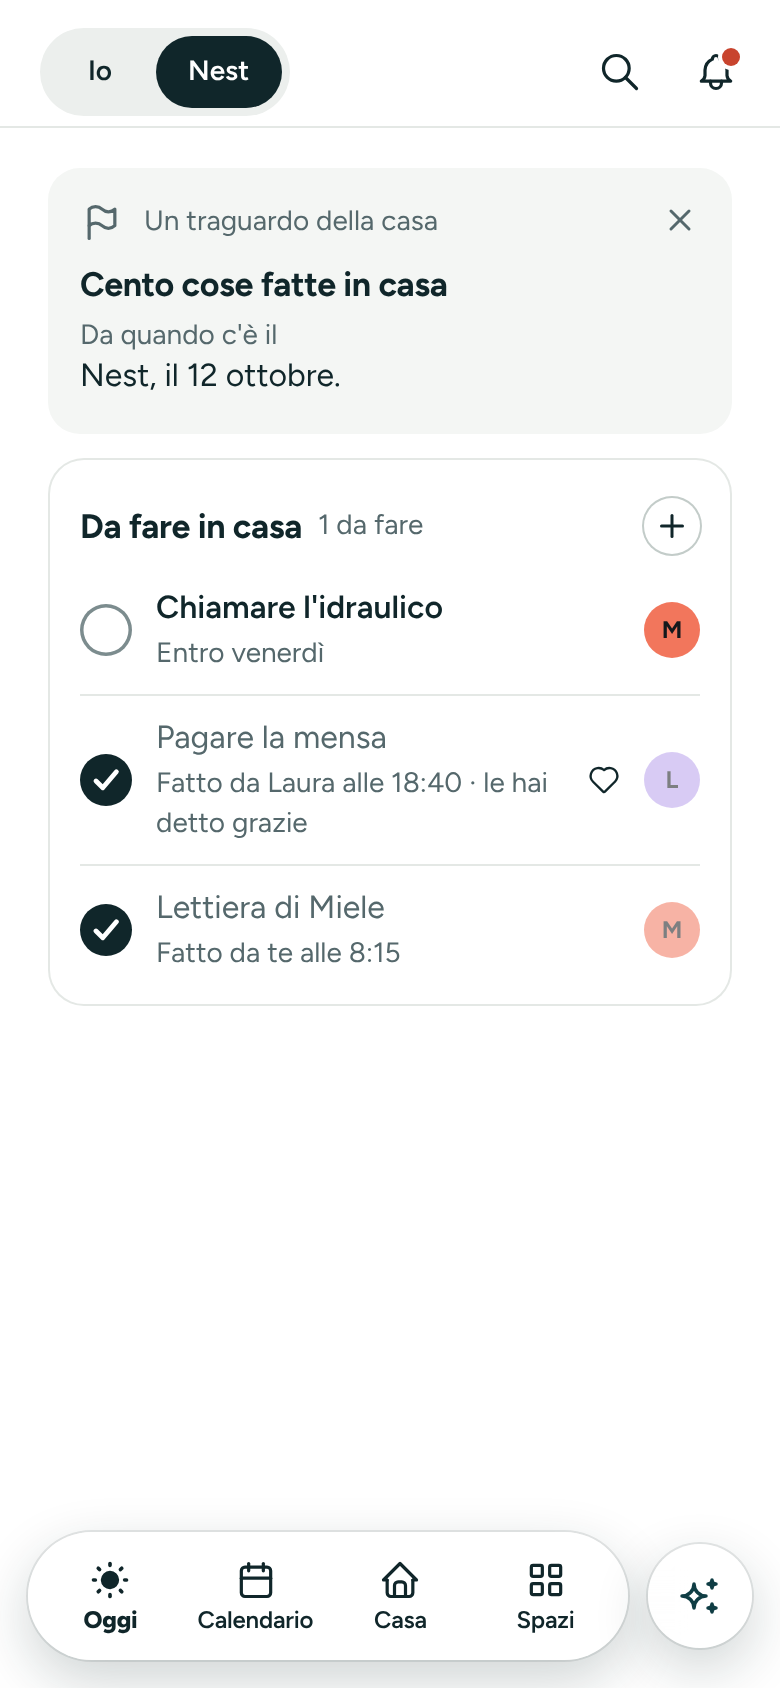 Io
Nest
Un traguardo della casa
Cento cose fatte in casa
Da quando c'è il
Nest, il 12 ottobre.
Da fare in casa 1 da fare
Chiamare l'idraulico
Entro venerdì
M
Pagare la mensa
Fatto da Laura alle 18:40 · le hai
detto grazie
L
Lettiera di Miele
Fatto da te alle 8:15
M
Oggi
Calendario
Casa
Spazi